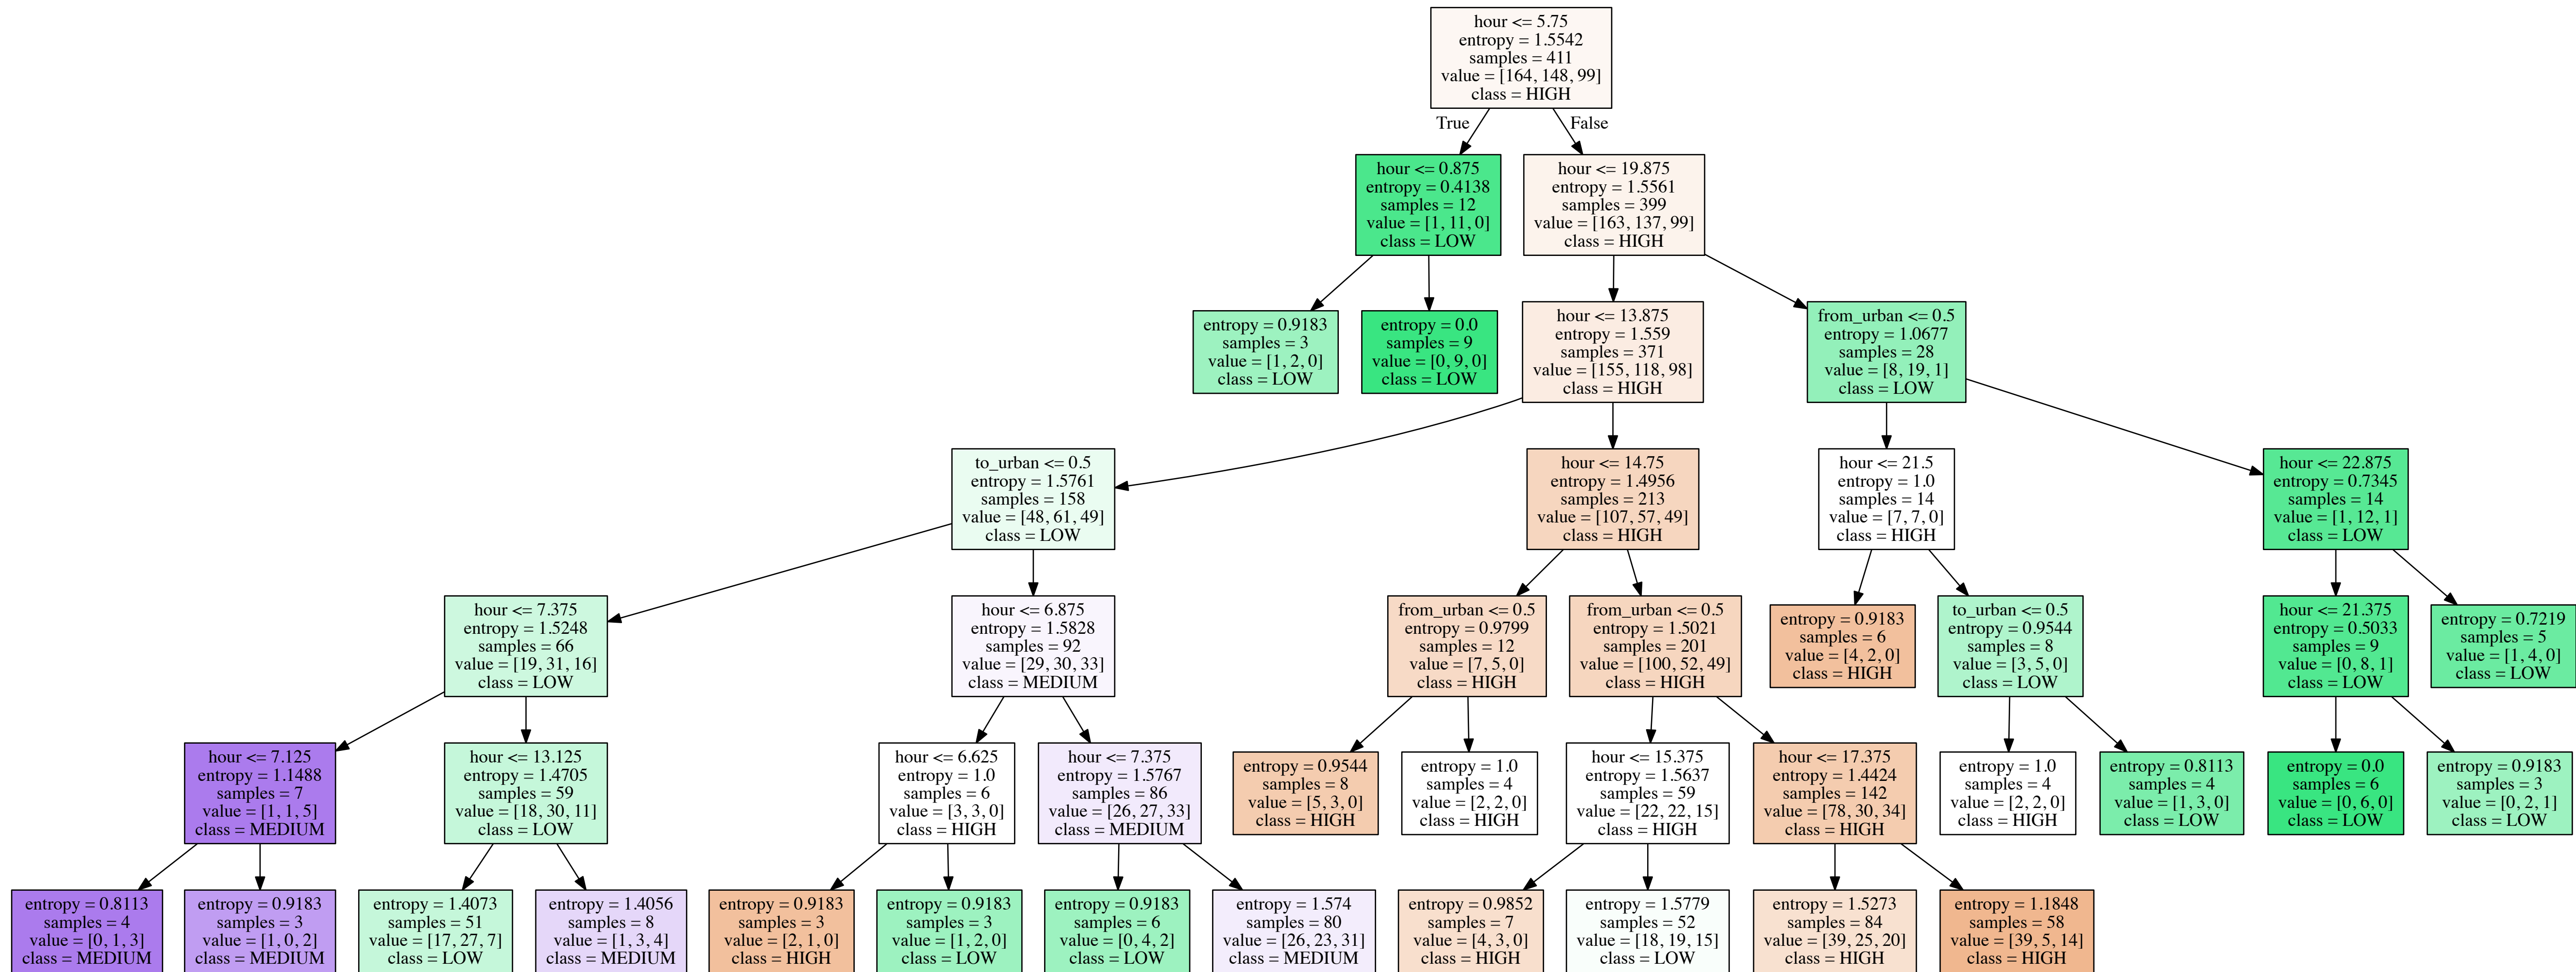 hour <= 5.75
entropy = 1.5542
samples = 411
value = [164, 148, 99]
class = HIGH
True
False
hour <= 0.875
entropy = 0.4138
samples = 12
value = [1, 11, 0]
class = LOW
hour <= 19.875
entropy = 1.5561
samples = 399
value = [163, 137, 99]
class = HIGH
entropy = 0.9183
samples = 3
value = [1, 2, 0]
class = LOW
entropy = 0.0
samples = 9
value = [0, 9, 0]
class = LOW
hour <= 13.875
entropy = 1.559
samples = 371
value = [155, 118, 98]
class = HIGH
from_urban <= 0.5
entropy = 1.0677
samples = 28
value = [8, 19, 1]
class = LOW
to_urban <= 0.5
entropy = 1.5761
samples = 158
value = [48, 61, 49]
class = LOW
hour <= 14.75
entropy = 1.4956
samples = 213
value = [107, 57, 49]
class = HIGH
hour <= 21.5
entropy = 1.0
samples = 14
value = [7, 7, 0]
class = HIGH
hour <= 22.875
entropy = 0.7345
samples = 14
value = [1, 12, 1]
class = LOW
hour <= 7.375
entropy = 1.5248
samples = 66
value = [19, 31, 16]
class = LOW
hour <= 6.875
entropy = 1.5828
samples = 92
value = [29, 30, 33]
class = MEDIUM
from_urban <= 0.5
entropy = 0.9799
samples = 12
value = [7, 5, 0]
class = HIGH
from_urban <= 0.5
entropy = 1.5021
samples = 201
value = [100, 52, 49]
class = HIGH
entropy = 0.9183
samples = 6
value = [4, 2, 0]
class = HIGH
to_urban <= 0.5
entropy = 0.9544
samples = 8
value = [3, 5, 0]
class = LOW
hour <= 21.375
entropy = 0.5033
samples = 9
value = [0, 8, 1]
class = LOW
entropy = 0.7219
samples = 5
value = [1, 4, 0]
class = LOW
hour <= 7.125
entropy = 1.1488
samples = 7
value = [1, 1, 5]
class = MEDIUM
hour <= 13.125
entropy = 1.4705
samples = 59
value = [18, 30, 11]
class = LOW
hour <= 6.625
entropy = 1.0
samples = 6
value = [3, 3, 0]
class = HIGH
hour <= 7.375
entropy = 1.5767
samples = 86
value = [26, 27, 33]
class = MEDIUM
entropy = 0.9544
samples = 8
value = [5, 3, 0]
class = HIGH
entropy = 1.0
samples = 4
value = [2, 2, 0]
class = HIGH
hour <= 15.375
entropy = 1.5637
samples = 59
value = [22, 22, 15]
class = HIGH
hour <= 17.375
entropy = 1.4424
samples = 142
value = [78, 30, 34]
class = HIGH
entropy = 1.0
samples = 4
value = [2, 2, 0]
class = HIGH
entropy = 0.8113
samples = 4
value = [1, 3, 0]
class = LOW
entropy = 0.0
samples = 6
value = [0, 6, 0]
class = LOW
entropy = 0.9183
samples = 3
value = [0, 2, 1]
class = LOW
entropy = 0.8113
samples = 4
value = [0, 1, 3]
class = MEDIUM
entropy = 0.9183
samples = 3
value = [1, 0, 2]
class = MEDIUM
entropy = 1.4073
samples = 51
value = [17, 27, 7]
class = LOW
entropy = 1.4056
samples = 8
value = [1, 3, 4]
class = MEDIUM
entropy = 0.9183
samples = 3
value = [2, 1, 0]
class = HIGH
entropy = 0.9183
samples = 3
value = [1, 2, 0]
class = LOW
entropy = 0.9183
samples = 6
value = [0, 4, 2]
class = LOW
entropy = 1.574
samples = 80
value = [26, 23, 31]
class = MEDIUM
entropy = 0.9852
samples = 7
value = [4, 3, 0]
class = HIGH
entropy = 1.5779
samples = 52
value = [18, 19, 15]
class = LOW
entropy = 1.5273
samples = 84
value = [39, 25, 20]
class = HIGH
entropy = 1.1848
samples = 58
value = [39, 5, 14]
class = HIGH